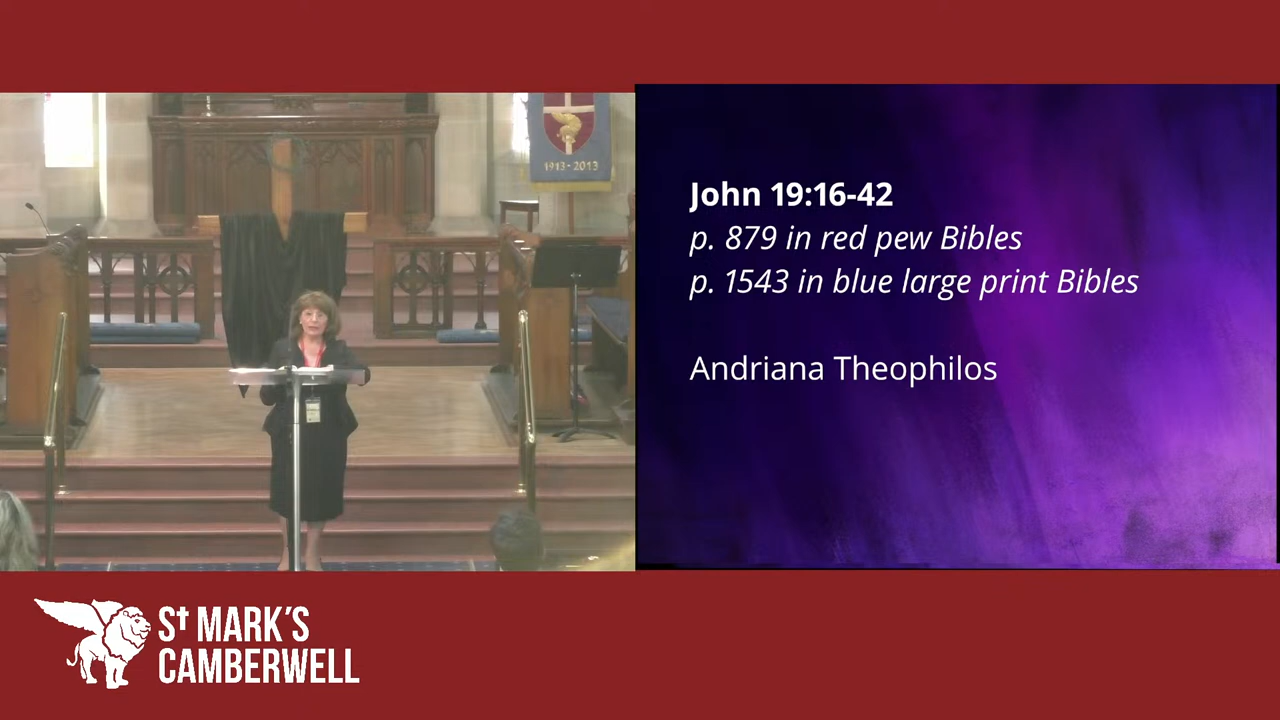 1913-2013
John 19:16-42
p. 879 in red pew Bibles
p. 1543 in blue large print Bibles
Andriana Theophilos
St MARK'S
CAMBERWELL